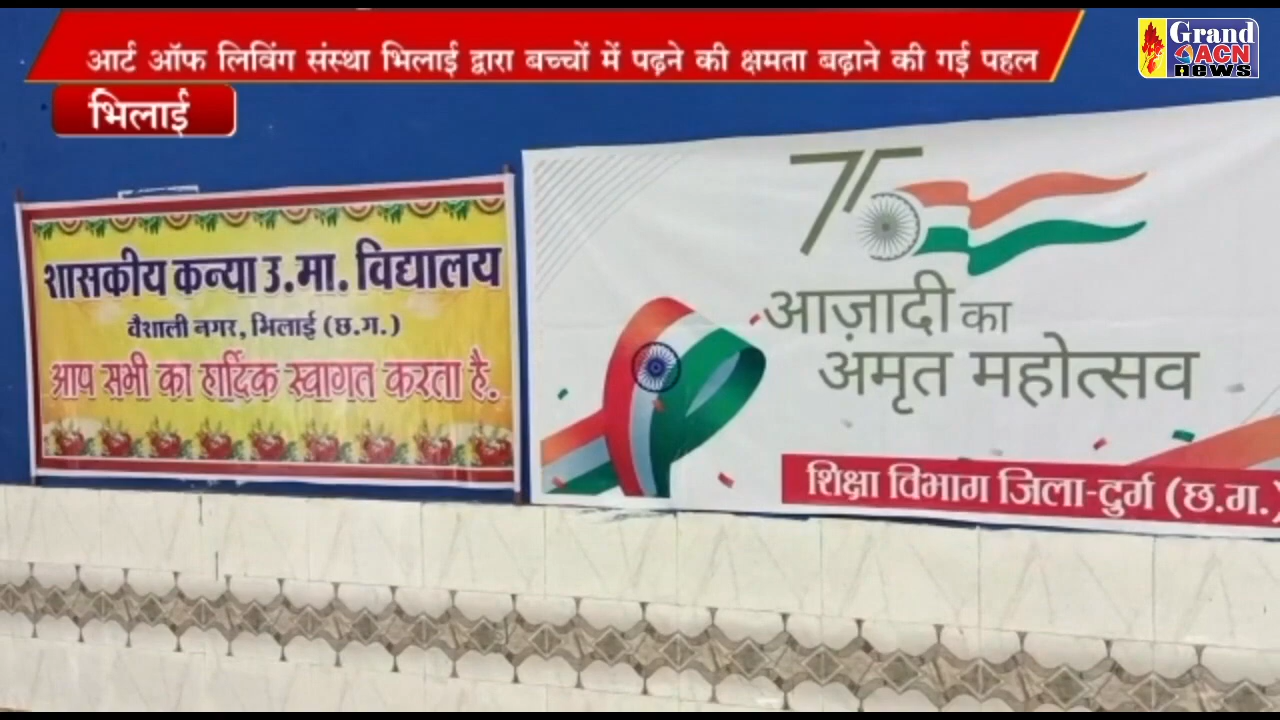 आर्ट ऑफ लिविंग संस्था भिलाई द्वारा बच्चों में पढ़ने की क्षमता बढ़ाने की गई पहल
Grand
ACN
news
भिलाई
शासकीय कन्या उ.मा. विद्यालय
वैशाली नगर, भिलाई (छ.ग.)
आप सभी का हार्दिक स्वागत करता है.
75
आज़ादी का
अमृत महोत्सव
शिक्षा विभाग जिला-दुर्ग (छ.ग.)